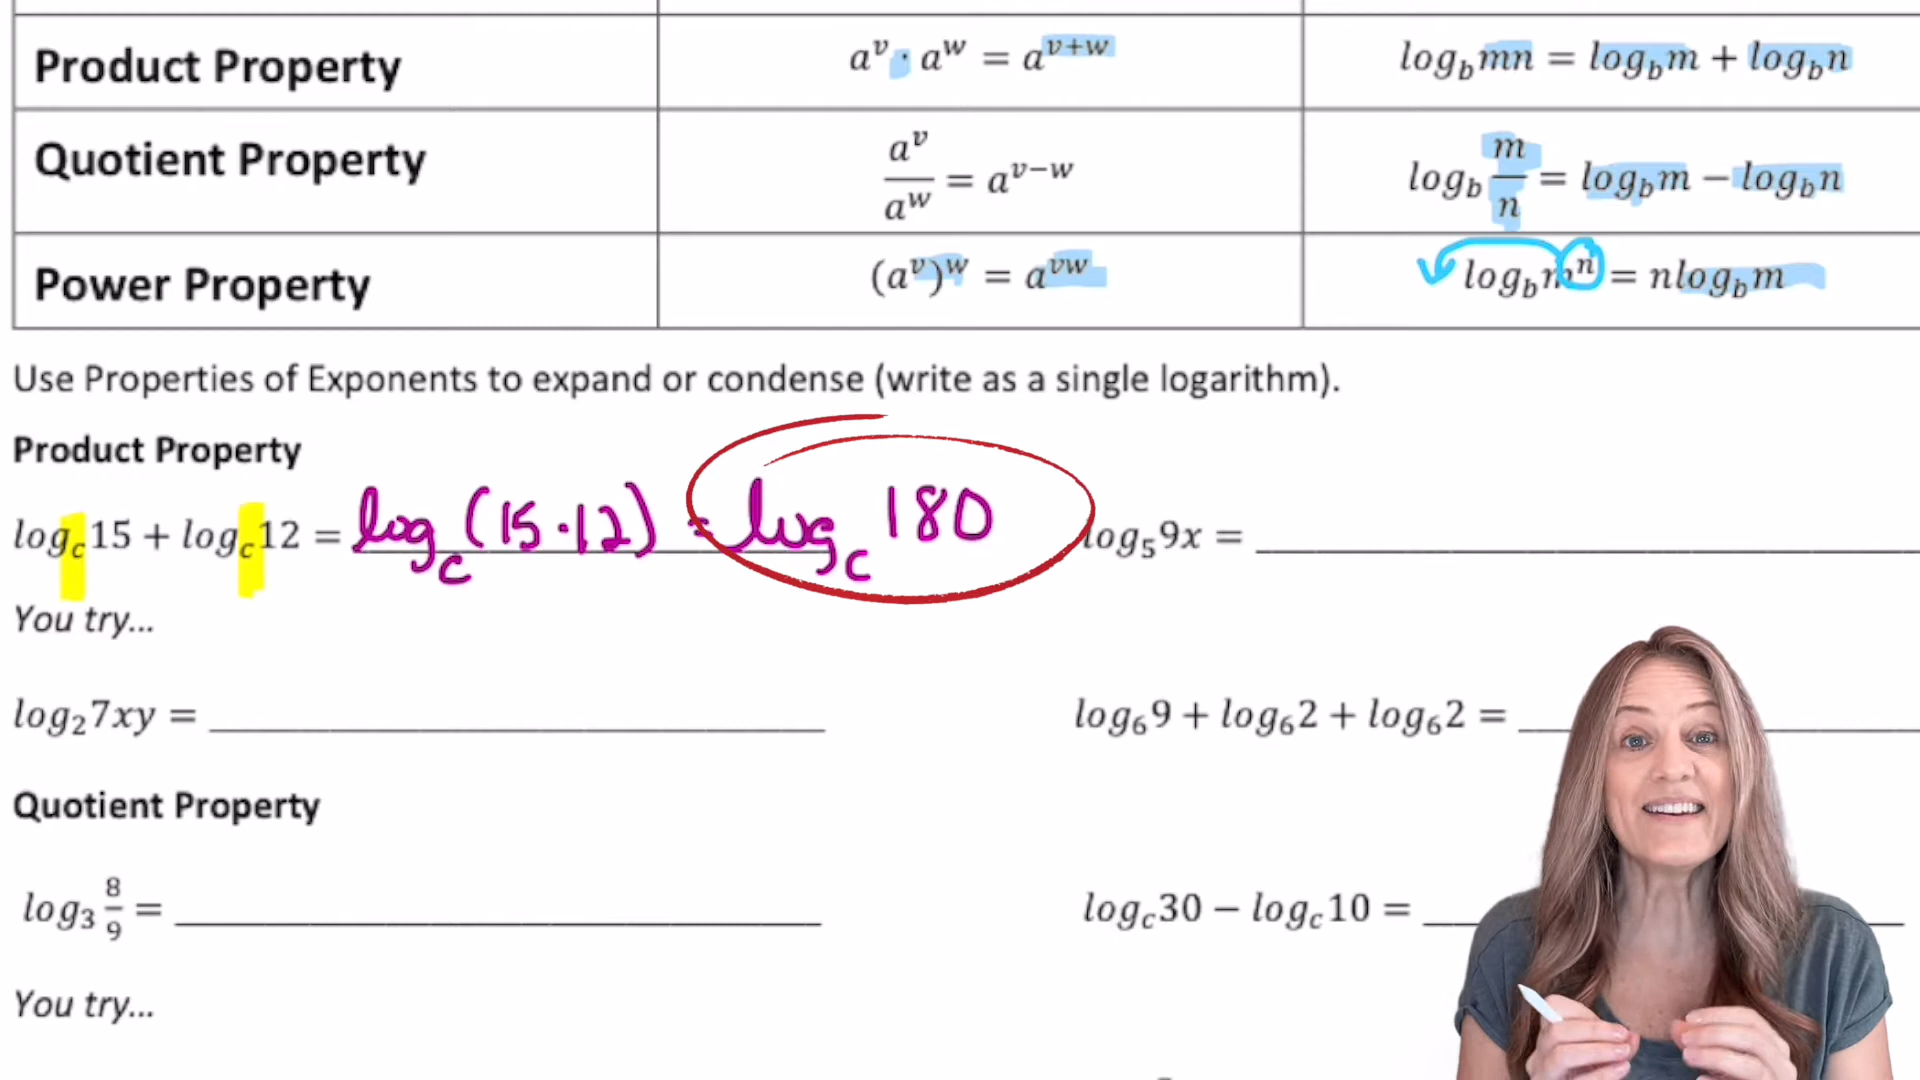 Product Property a^v · a^w = a^(v+w) log_b mn = log_b m + log_b n
Quotient Property a^v/a^w = a^(v−w) log_b m/n = log_b m − log_b n
Power Property (a^v)^w = a^(vw) log_b m^n = nlog_b m
Use Properties of Exponents to expand or condense (write as a single logarithm).
Product Property
log_c 15 + log_c 12 = log_c (15·12) = log_c 180 log_5 9x =
You try...
log_2 7xy = log_6 9 + log_6 2 + log_6 2 =
Quotient Property
log_3 8/9 = log_c 30 − log_c 10 =
You try...